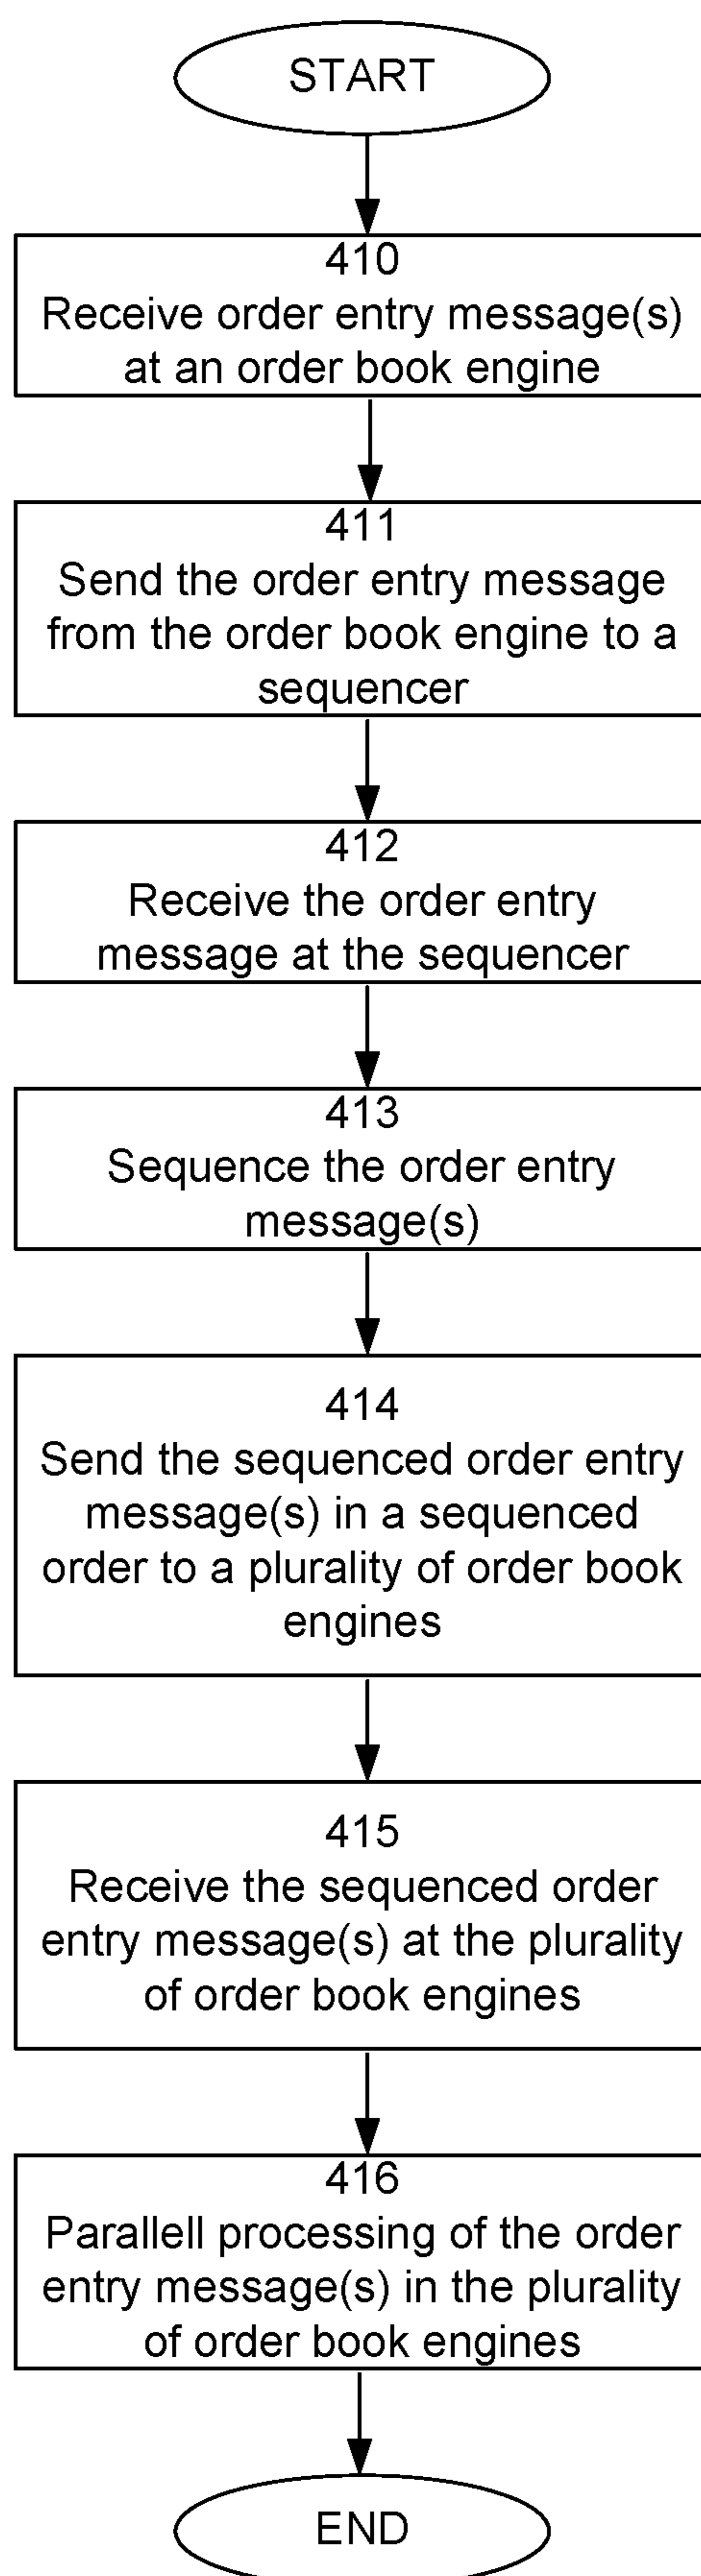 START
410
Receive order entry message(s)
at an order book engine
411
Send the order entry message
from the order book engine to a
sequencer
412
Receive the order entry
message at the sequencer
413
Sequence the order entry
message(s)
414
Send the sequenced order entry
message(s) in a sequenced
order to a plurality of order book
engines
415
Receive the sequenced order
entry message(s) at the plurality
of order book engines
416
Parallell processing of the order
entry message(s) in the plurality
of order book engines
END